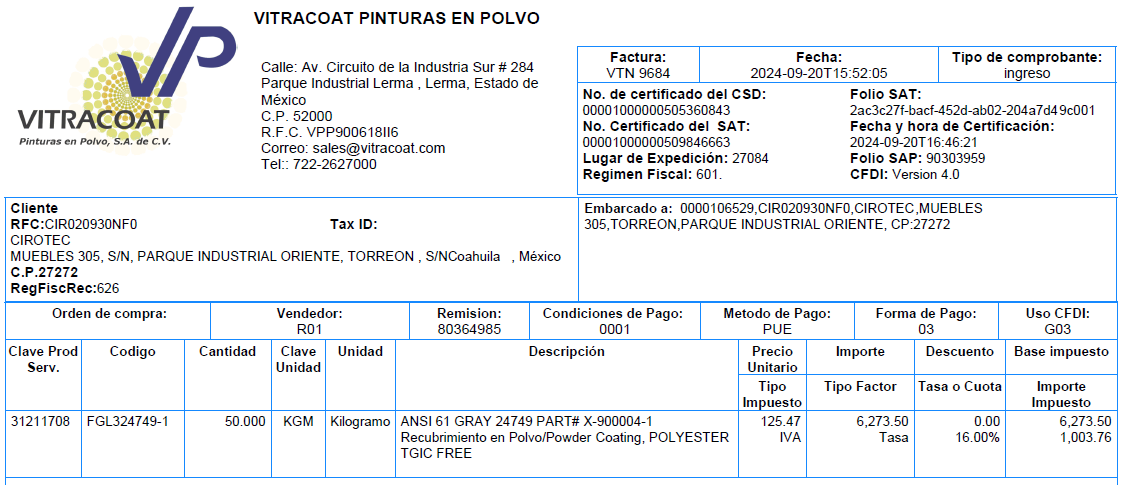 VITRACOAT PINTURAS EN POLVO
VP
VITRACOAT
Pinturas en Polvo, S.A. de C.V.
Calle: Av. Circuito de la Industria Sur # 284
Parque Industrial Lerma , Lerma, Estado de
México
C.P. 52000
R.F.C. VPP900618II6
Correo: sales@vitracoat.com
Tel:: 722-2627000
Factura:
VTN 9684
Fecha:
2024-09-20T15:52:05
Tipo de comprobante:
ingreso
No. de certificado del CSD:
00001000000505360843
No. Certificado del SAT:
00001000000509846663
Lugar de Expedición: 27084
Regimen Fiscal: 601.
Folio SAT:
2ac3c27f-bacf-452d-ab02-204a7d49c001
Fecha y hora de Certificación:
2024-09-20T16:46:21
Folio SAP: 90303959
CFDI: Version 4.0
Cliente
RFC:CIR020930NF0 Tax ID:
CIROTEC
MUEBLES 305, S/N, PARQUE INDUSTRIAL ORIENTE, TORREON , S/NCoahuila , México
C.P.27272
RegFiscRec:626
Embarcado a: 0000106529,CIR020930NF0,CIROTEC,MUEBLES
305,TORREON,PARQUE INDUSTRIAL ORIENTE, CP:27272
Orden de compra: Vendedor: Remision: Condiciones de Pago: Metodo de Pago: Forma de Pago: Uso CFDI:
R01 80364985 0001 PUE 03 G03
Clave Prod Serv. Codigo Cantidad Clave Unidad Unidad Descripción Precio Unitario Importe Descuento Base impuesto
Tipo Impuesto Tipo Factor Tasa o Cuota Importe Impuesto
31211708 FGL324749-1 50.000 KGM Kilogramo ANSI 61 GRAY 24749 PART# X-900004-1 125.47 6,273.50 0.00 6,273.50
Recubrimiento en Polvo/Powder Coating, POLYESTER IVA Tasa 16.00% 1,003.76
TGIC FREE